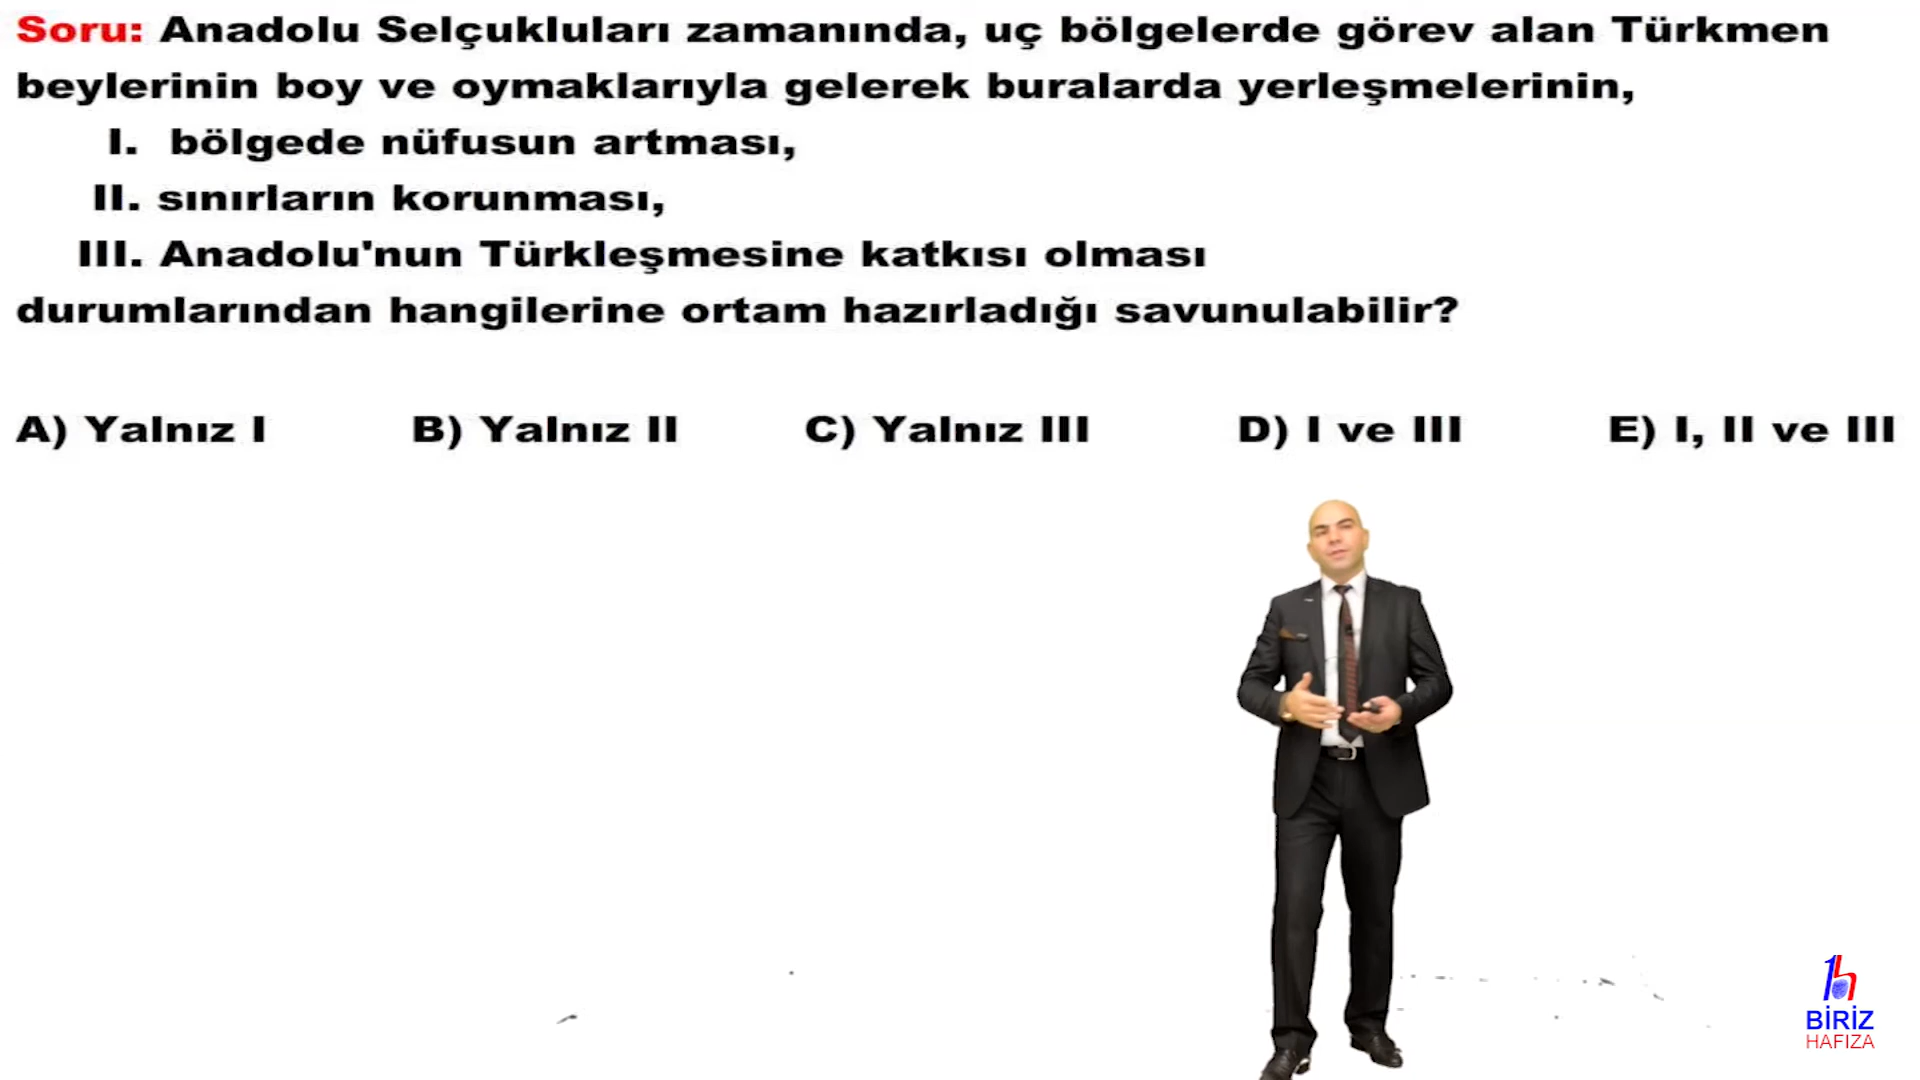 Soru: Anadolu Selçukluları zamanında, uç bölgelerde görev alan Türkmen
beylerinin boy ve oymaklarıyla gelerek buralarda yerleşmelerinin,
I. bölgede nüfusun artması,
II. sınırların korunması,
III. Anadolu'nun Türkleşmesine katkısı olması
durumlarından hangilerine ortam hazırladığı savunulabilir?
A) Yalnız I B) Yalnız II C) Yalnız III D) I ve III E) I, II ve III
BİRİZ
HAFIZA